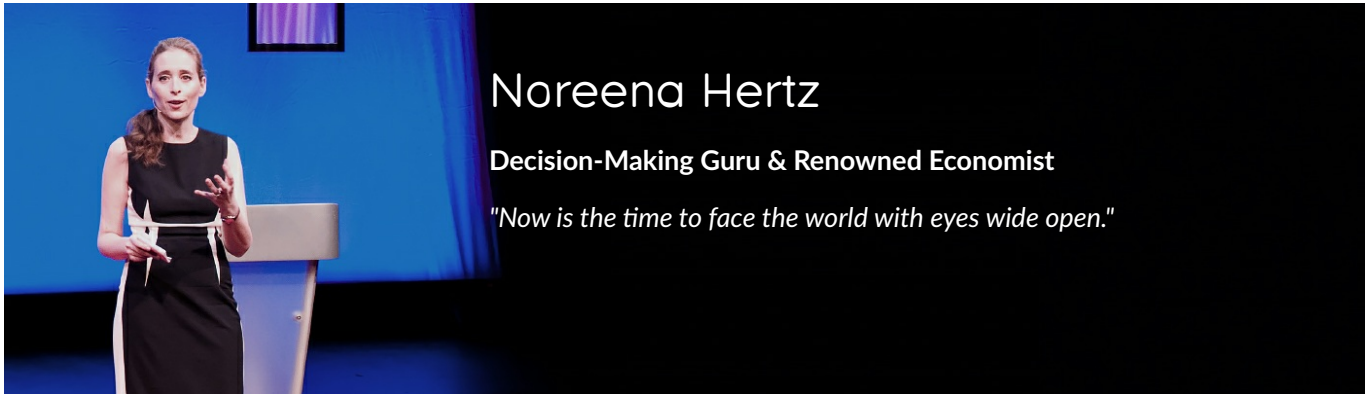 Noreena Hertz
Decision-Making Guru & Renowned Economist
"Now is the time to face the world with eyes wide open."